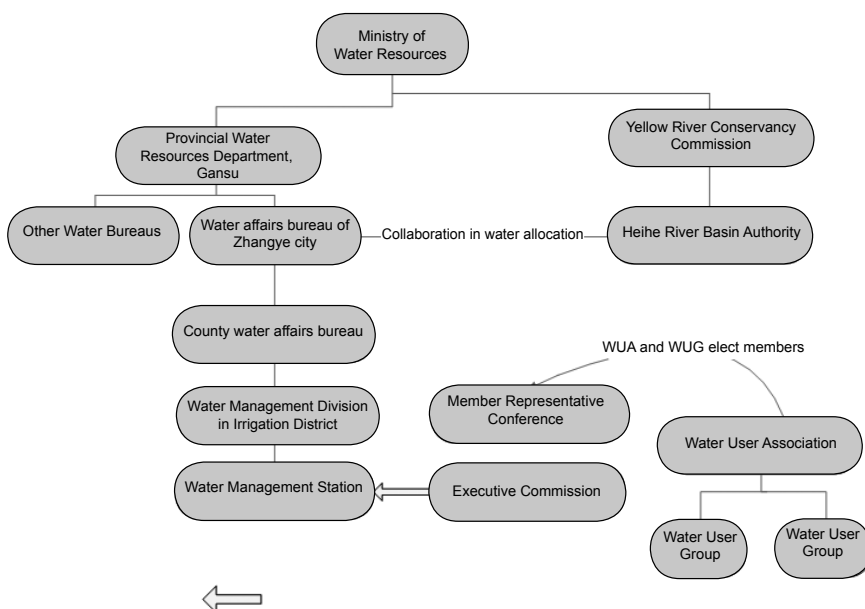 Ministry of
Water Resources
Provincial Water
Resources Department,
Gansu
Yellow River Conservancy
Commission
Other Water Bureaus
Water affairs bureau of
Zhangye city
Collaboration in water allocation
Heihe River Basin Authority
County water affairs bureau
WUA and WUG elect members
Water Management Division
in Irrigation District
Member Representative
Conference
Water User Association
Water Management Station
Executive Commission
Water User
Group
Water User
Group